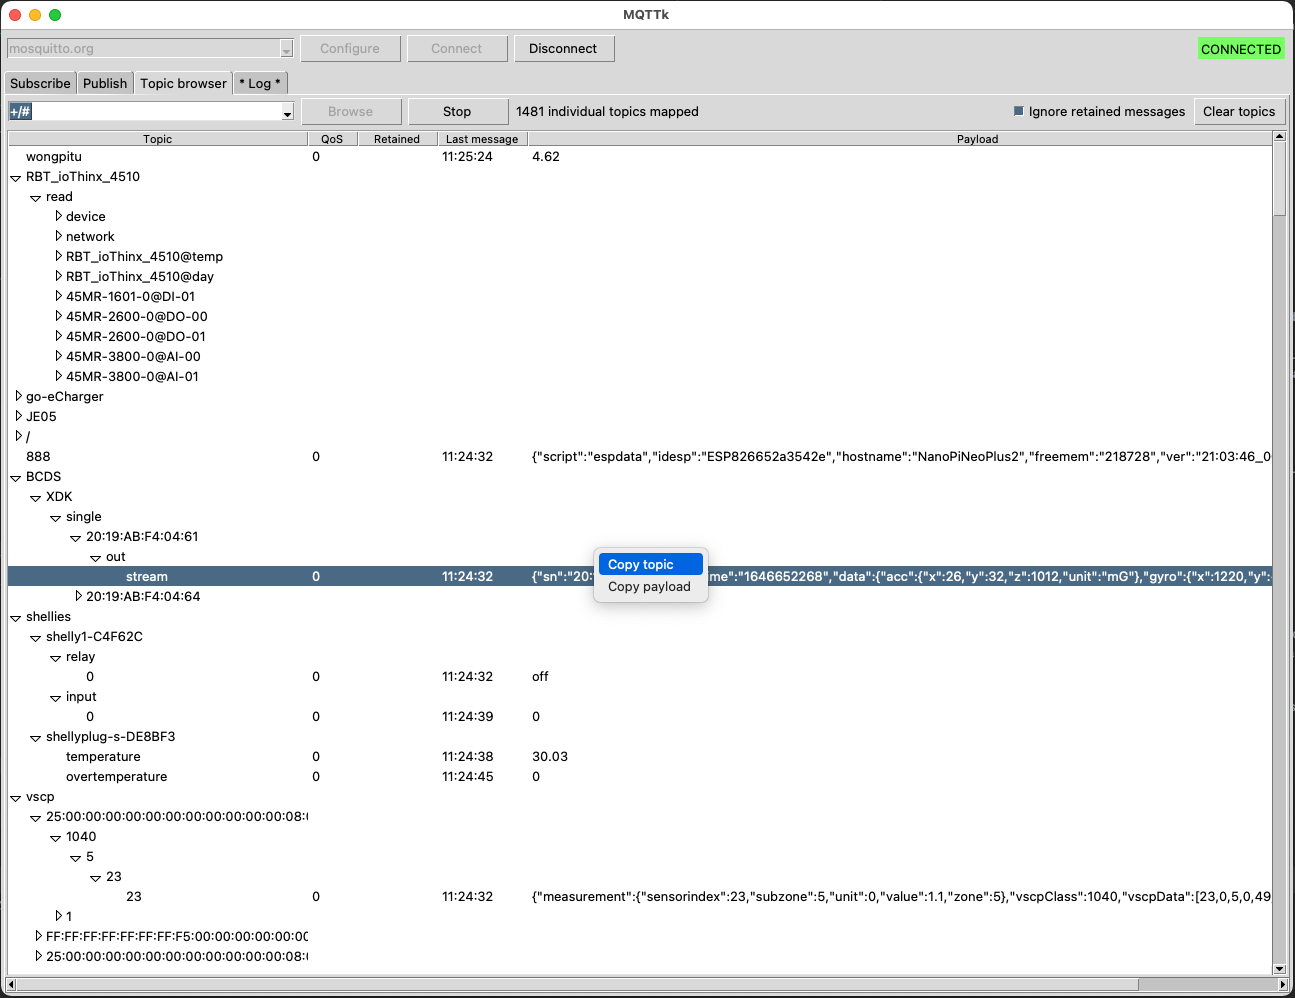 MQTTk
mosquitto.org Configure Connect Disconnect CONNECTED
Subscribe Publish Topic browser * Log *
+/# Browse Stop 1481 individual topics mapped Ignore retained messages Clear topics
Topic QoS Retained Last message Payload
wongpitu 0 11:25:24 4.62
RBT_ioThinx_4510
read
device
network
RBT_ioThinx_4510@temp
RBT_ioThinx_4510@day
45MR-1601-0@DI-01
45MR-2600-0@DO-00
45MR-2600-0@DO-01
45MR-3800-0@AI-00
45MR-3800-0@AI-01
go-eCharger
JE05
/
888 0 11:24:32 {"script":"espdata","idesp":"ESP826652a3542e","hostname":"NanoPiNeoPlus2","freemem":"218728","ver":"21:03:46_0
BCDS
XDK
single
20:19:AB:F4:04:61
out
Copy topic
stream 0 11:24:32 {"sn":"20: me":"1646652268","data":{"acc":{"x":26,"y":32,"z":1012,"unit":"mG"},"gyro":{"x":1220,"y":
Copy payload
20:19:AB:F4:04:64
shellies
shelly1-C4F62C
relay
0 0 11:24:32 off
input
0 0 11:24:39 0
shellyplug-s-DE8BF3
temperature 0 11:24:38 30.03
overtemperature 0 11:24:45 0
vscp
25:00:00:00:00:00:00:00:00:00:00:00:00:08:
1040
5
23
23 0 11:24:32 {"measurement":{"sensorindex":23,"subzone":5,"unit":0,"value":1.1,"zone":5},"vscpClass":1040,"vscpData":[23,0,5,0,49
1
FF:FF:FF:FF:FF:FF:FF:F5:00:00:00:00:00:00
25:00:00:00:00:00:00:00:00:00:00:00:00:08: